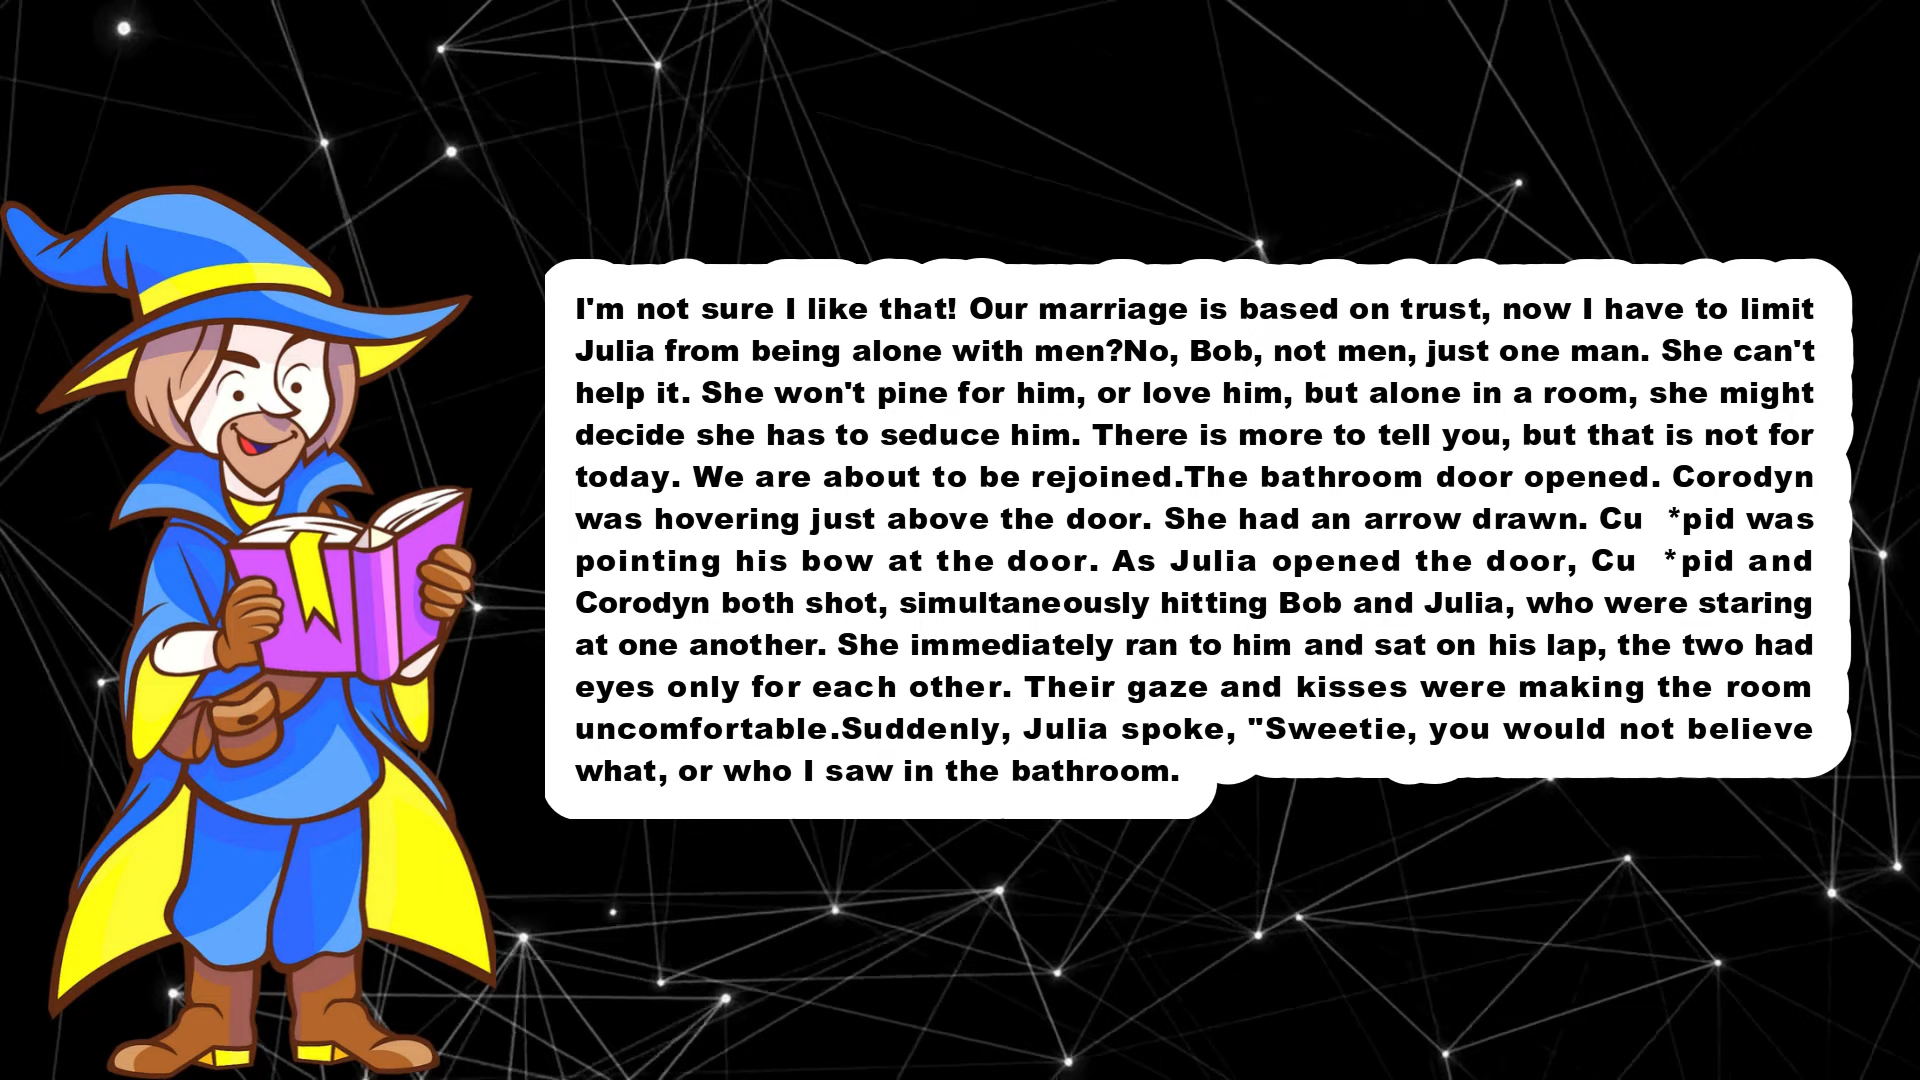 I'm not sure I like that! Our marriage is based on trust, now I have to limit
Julia from being alone with men?No, Bob, not men, just one man. She can't
help it. She won't pine for him, or love him, but alone in a room, she might
decide she has to seduce him. There is more to tell you, but that is not for
today. We are about to be rejoined.The bathroom door opened. Corodyn
was hovering just above the door. She had an arrow drawn. Cu  *pid was
pointing his bow at the door. As Julia opened the door, Cu  *pid and
Corodyn both shot, simultaneously hitting Bob and Julia, who were staring
at one another. She immediately ran to him and sat on his lap, the two had
eyes only for each other. Their gaze and kisses were making the room
uncomfortable.Suddenly, Julia spoke, "Sweetie, you would not believe
what, or who I saw in the bathroom.